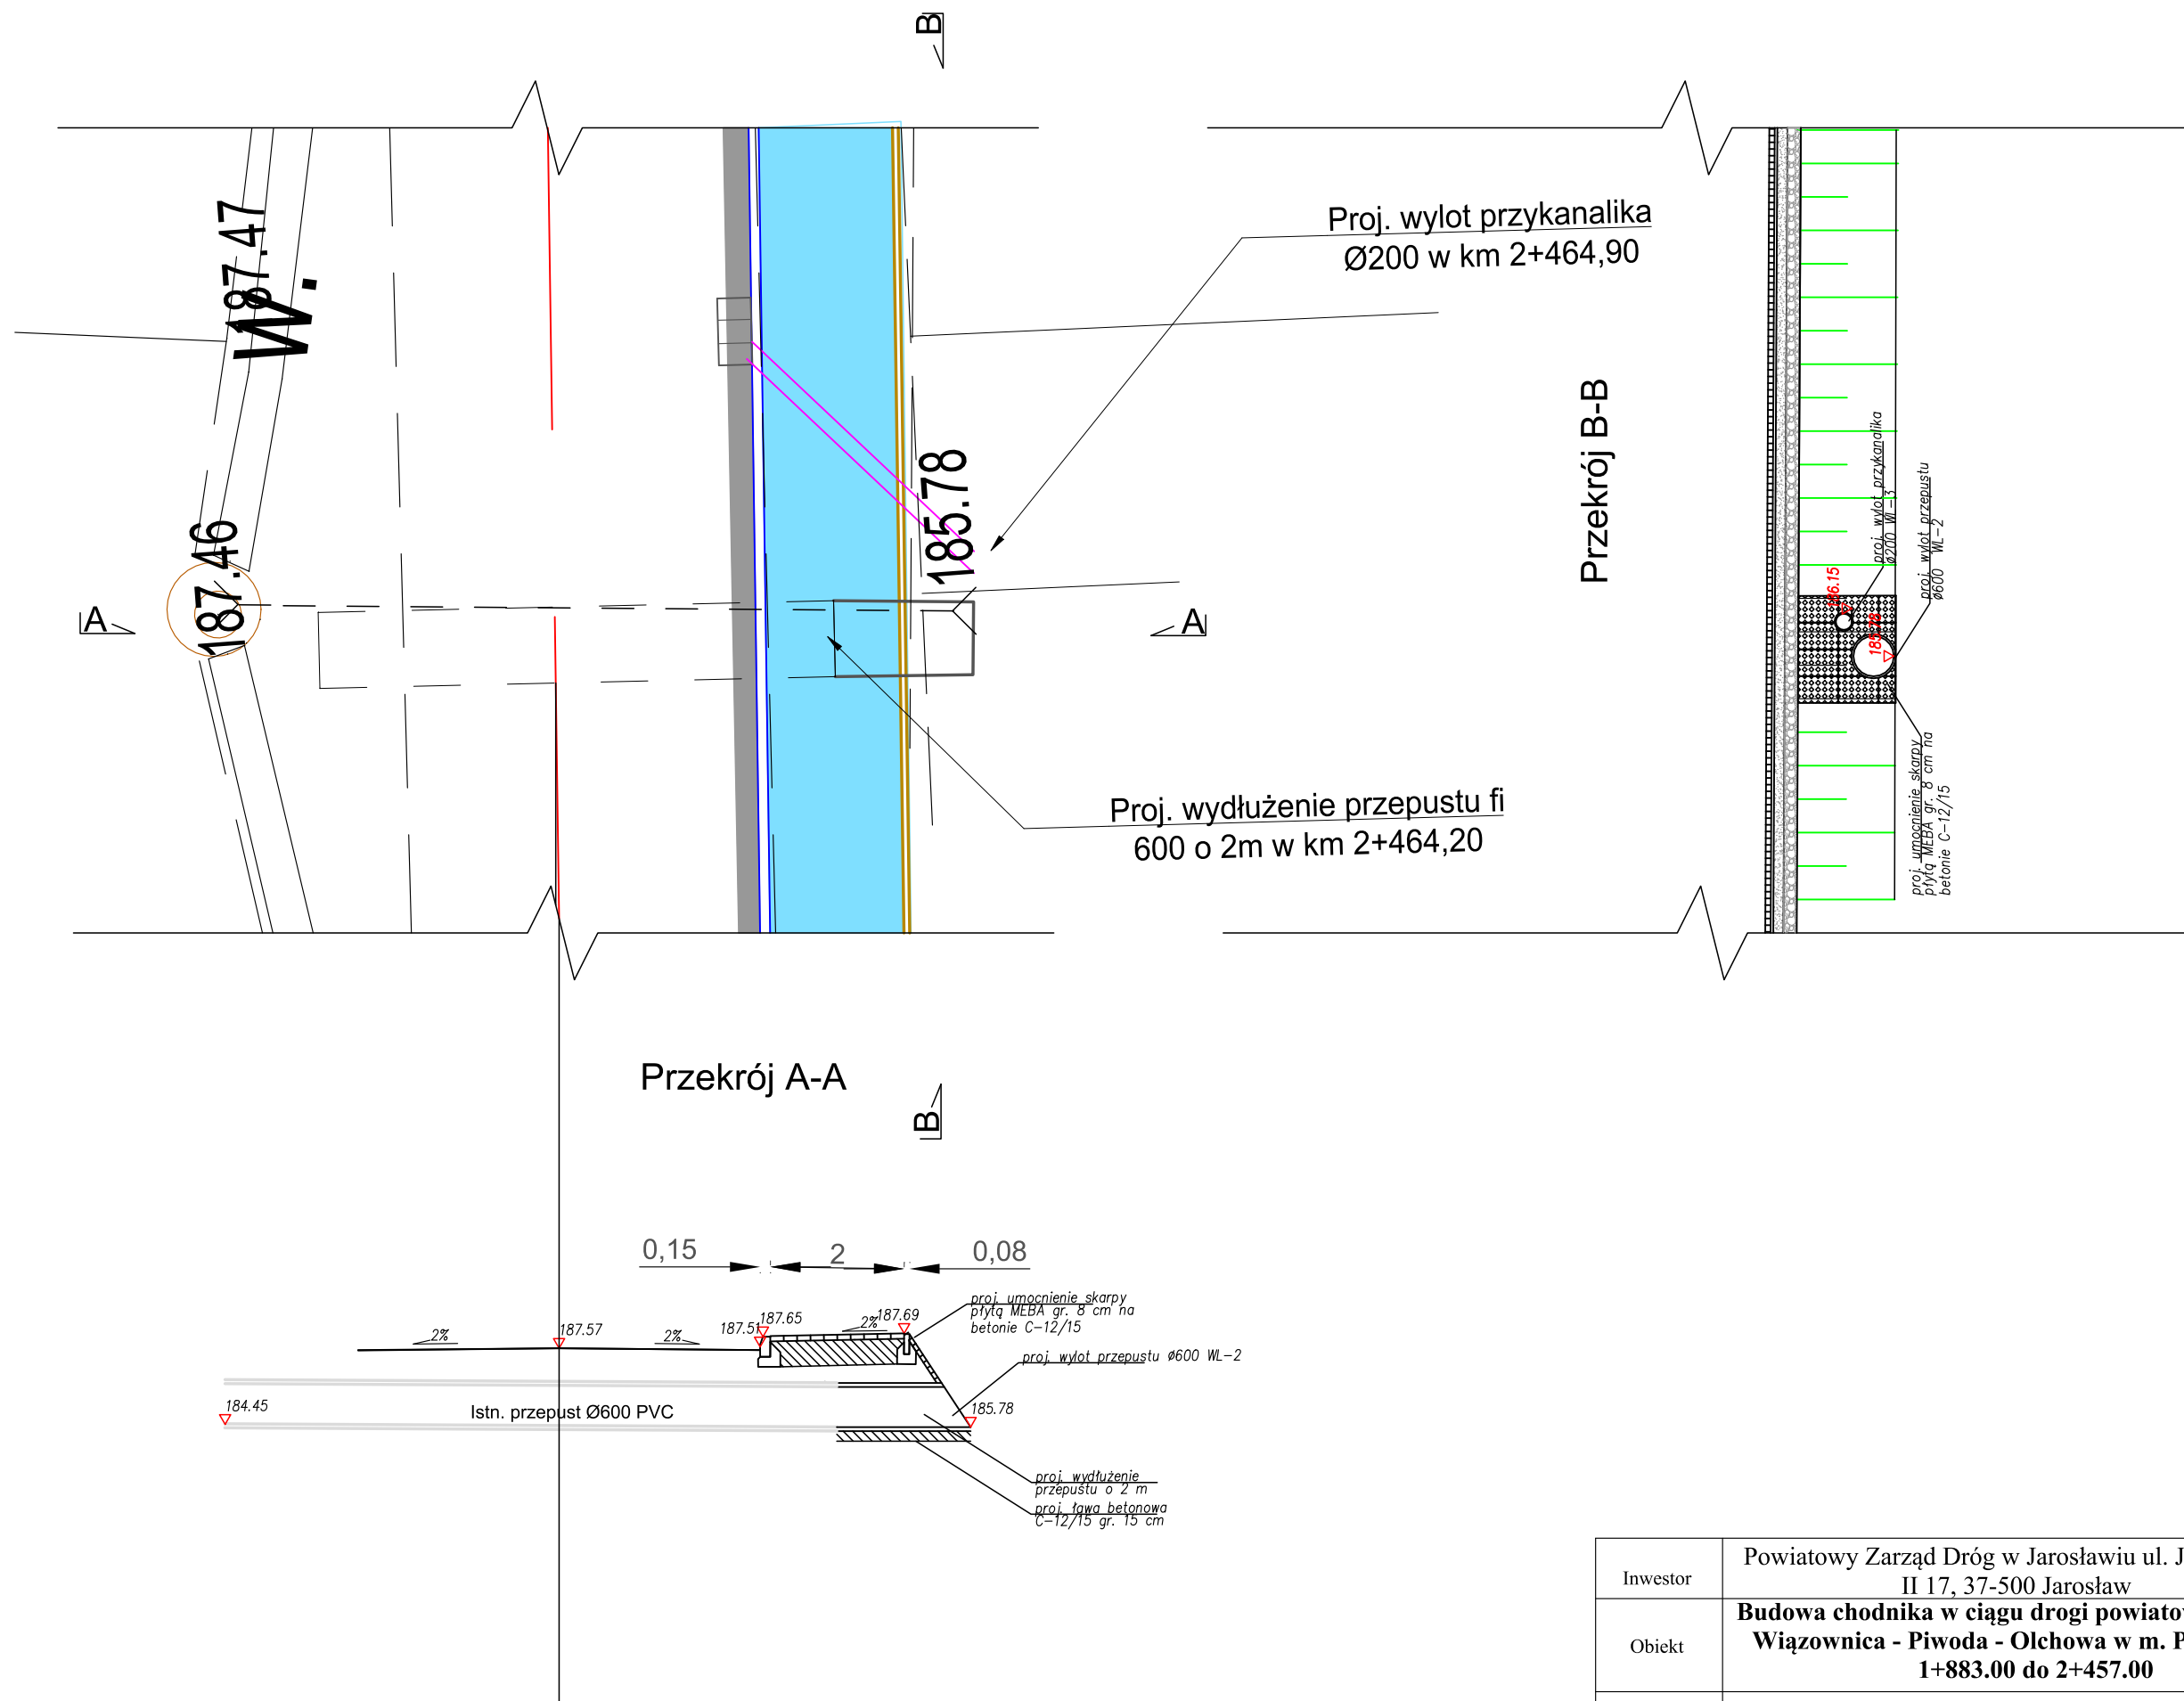 B
187.47
W.
Proj. wylot przykanalika
Ø200 w km 2+464,90
187.46
185.78
A
A
Proj. wydłużenie przepustu fi
600 o 2m w km 2+464,20
Przekrój B-B
proj. wylot przykanalika
ø200 WL-3
proj. wylot przepustu
ø600 WL-2
186.15
185.78
proj. umocnienie skarpy
płytą MEBA gr. 8 cm na
betonie C-12/15
Przekrój A-A
B
0,15
2
0,08
proj. umocnienie skarpy
płytą MEBA gr. 8 cm na
betonie C-12/15
2%
187.57
2%
187.51
187.65
2%
187.69
proj. wylot przepustu ø600 WL-2
184.45
Istn. przepust Ø600 PVC
185.78
proj. wydłużenie
przepustu o 2 m
proj. ława betonowa
C-12/15 gr. 15 cm
Inwestor
Powiatowy Zarząd Dróg w Jarosławiu ul. J
II 17, 37-500 Jarosław
Obiekt
Budowa chodnika w ciągu drogi powiato
Wiązownica - Piwoda - Olchowa w m. P
1+883.00 do 2+457.00